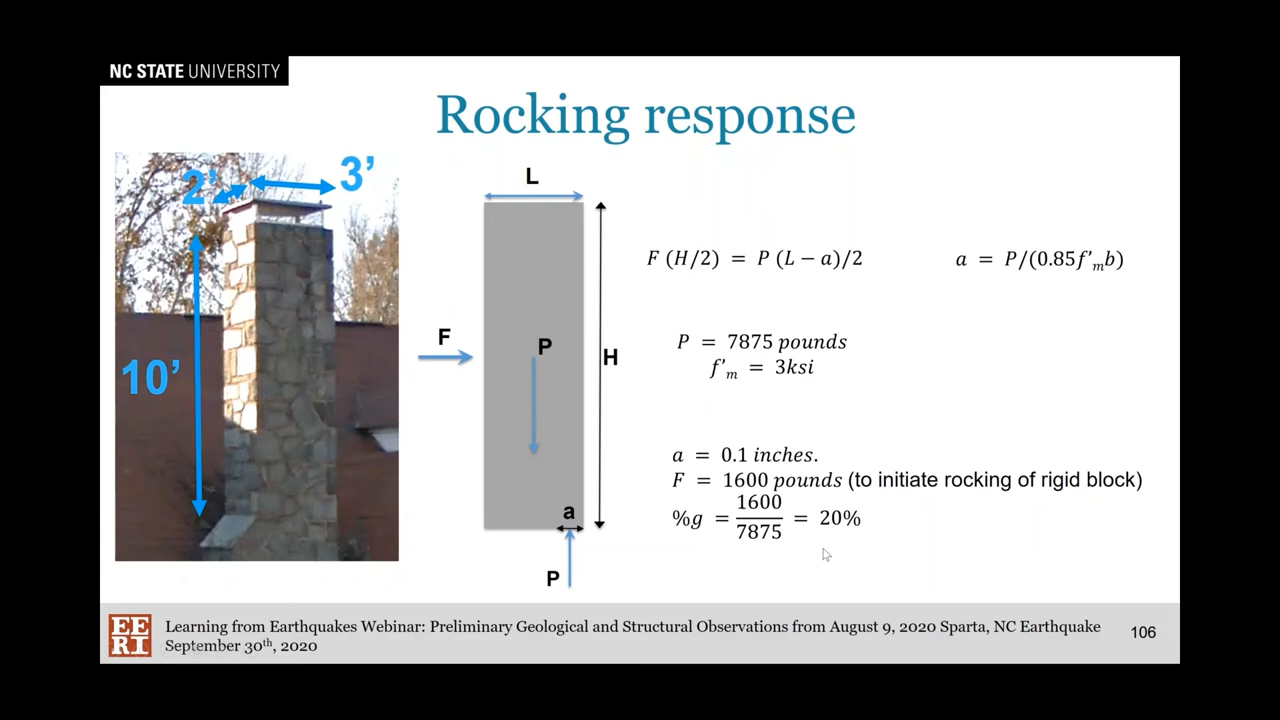 NC STATE UNIVERSITY
Rocking response
2’
3’
10’
L
F
P
H
a
P
F (H/2) = P (L − a)/2
a = P/(0.85f’ₘb)
P = 7875 pounds
f’ₘ = 3ksi
a = 0.1 inches.
F = 1600 pounds (to initiate rocking of rigid block)
%g = 1600/7875 = 20%
EE
RI
Learning from Earthquakes Webinar: Preliminary Geological and Structural Observations from August 9, 2020 Sparta, NC Earthquake
September 30th, 2020
106